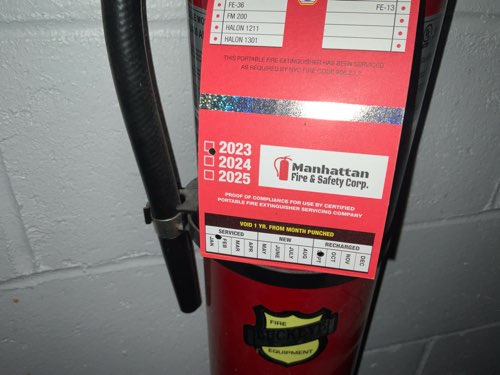 FE-36
FM 200
HALON 1211
HALON 1301
FE-13
THIS PORTABLE FIRE EXTINGUISHER HAS BEEN SERVICED
AS REQUIRED BY NYC FIRE CODE 906.2
2023
2024
2025
Manhattan
Fire & Safety Corp.
PROOF OF COMPLIANCE FOR USE BY CERTIFIED
PORTABLE FIRE EXTINGUISHER SERVICING COMPANY
VOID 1 YR. FROM MONTH PUNCHED
SERVICED NEW RECHARGED
JAN FEB MAR APR MAY JUNE JULY AUG OCT NOV DEC
FIRE
BUCKEYE
EQUIPMENT